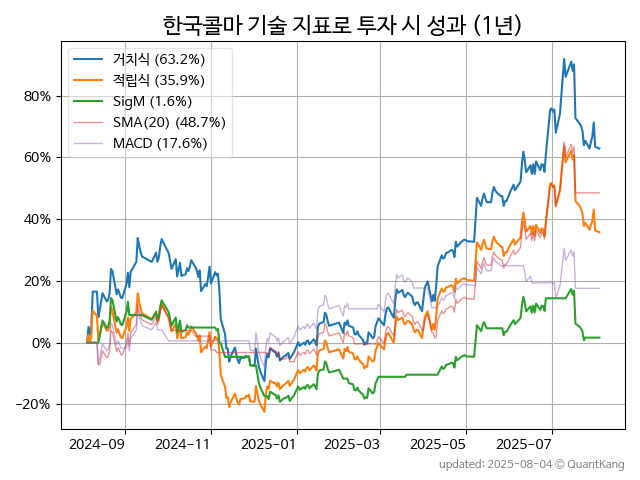 한국콜마 기술 지표로 투자 시 성과 (1년)
거치식 (63.2%)
적립식 (35.9%)
SigM (1.6%)
SMA(20) (48.7%)
MACD (17.6%)
80%
60%
40%
20%
0%
−20%
2024-09 2024-11 2025-01 2025-03 2025-05 2025-07
updated: 2025-08-04 ⓒ QuantKang